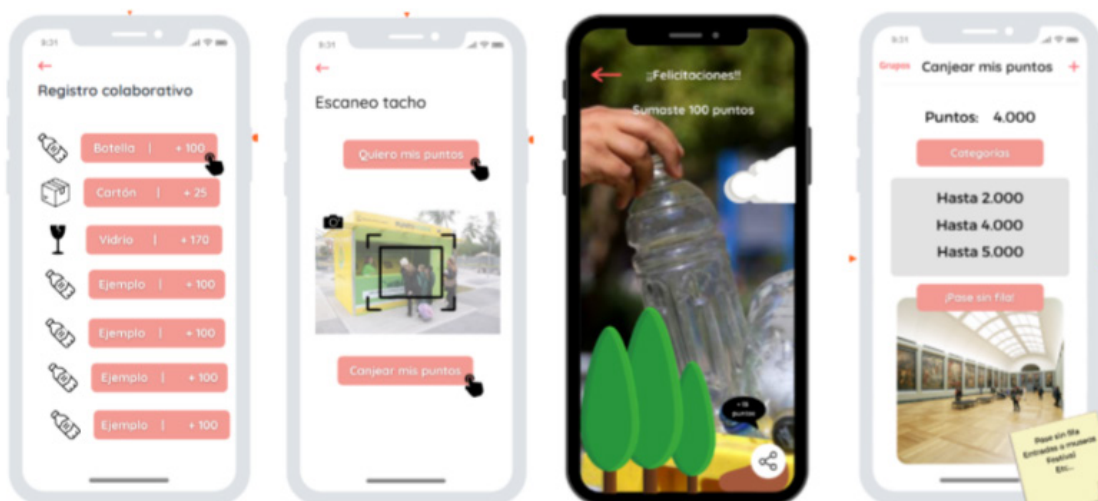 9:31
Registro colaborativo
Botella | + 100
Cartón | + 25
Vidrio | + 170
Ejemplo | + 100
Ejemplo | + 100
Ejemplo | + 100
Ejemplo | + 100
9:31
Escaneo tacho
Quiero mis puntos
Canjear mis puntos
¡¡Felicitaciones!!
Sumaste 100 puntos
puntos
9:31
Grupos
Canjear mis puntos +
Puntos: 4.000
Categorías
Hasta 2.000
Hasta 4.000
Hasta 5.000
¡Pase sin fila!
Pase sin fila
Entradas a museos
Festival
Etc...